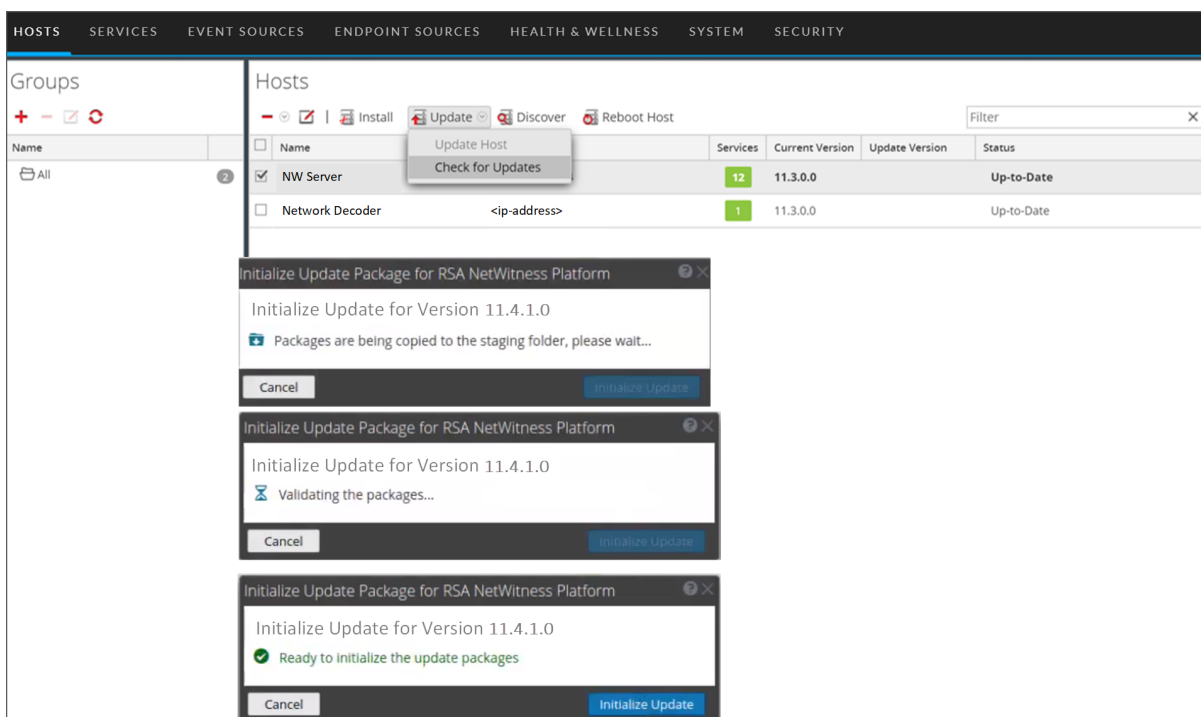 HOSTS SERVICES EVENT SOURCES ENDPOINT SOURCES HEALTH & WELLNESS SYSTEM SECURITY
Groups
Name
All 2
Hosts
Install Update Discover Reboot Host Filter
Update Host
Check for Updates
Name Services Current Version Update Version Status
NW Server 12 11.3.0.0 Up-to-Date
Network Decoder <ip-address> 1 11.3.0.0 Up-to-Date
Initialize Update Package for RSA NetWitness Platform
Initialize Update for Version 11.4.1.0
Packages are being copied to the staging folder, please wait...
Cancel Initialize Update
Initialize Update Package for RSA NetWitness Platform
Initialize Update for Version 11.4.1.0
Validating the packages...
Cancel Initialize Update
Initialize Update Package for RSA NetWitness Platform
Initialize Update for Version 11.4.1.0
Ready to initialize the update packages
Cancel Initialize Update